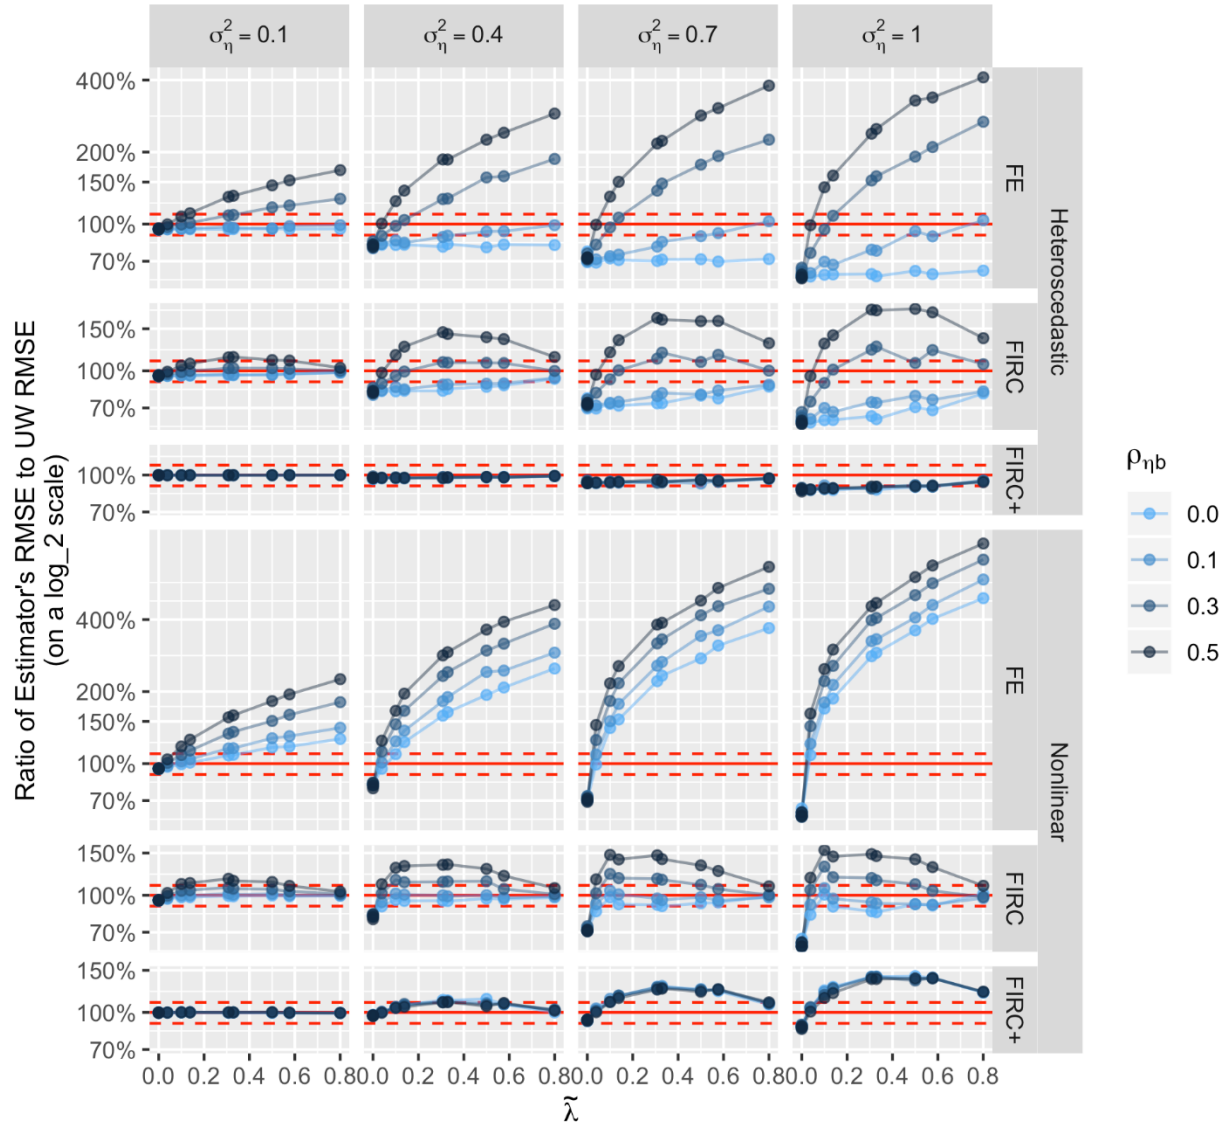 σ²η = 0.1 σ²η = 0.4 σ²η = 0.7 σ²η = 1
Ratio of Estimator's RMSE to UW RMSE
(on a log_2 scale)
400%
200%
150%
100%
70%
FE
150%
100%
70%
FIRC
100%
70%
FIRC+
Heteroscedastic
400%
200%
150%
100%
70%
FE
150%
100%
70%
FIRC
150%
100%
70%
FIRC+
Nonlinear
0.0 0.2 0.4 0.6 0.8 0.0 0.2 0.4 0.6 0.8 0.0 0.2 0.4 0.6 0.8 0.0 0.2 0.4 0.6 0.8
λ̃
ρηb
0.0
0.1
0.3
0.5